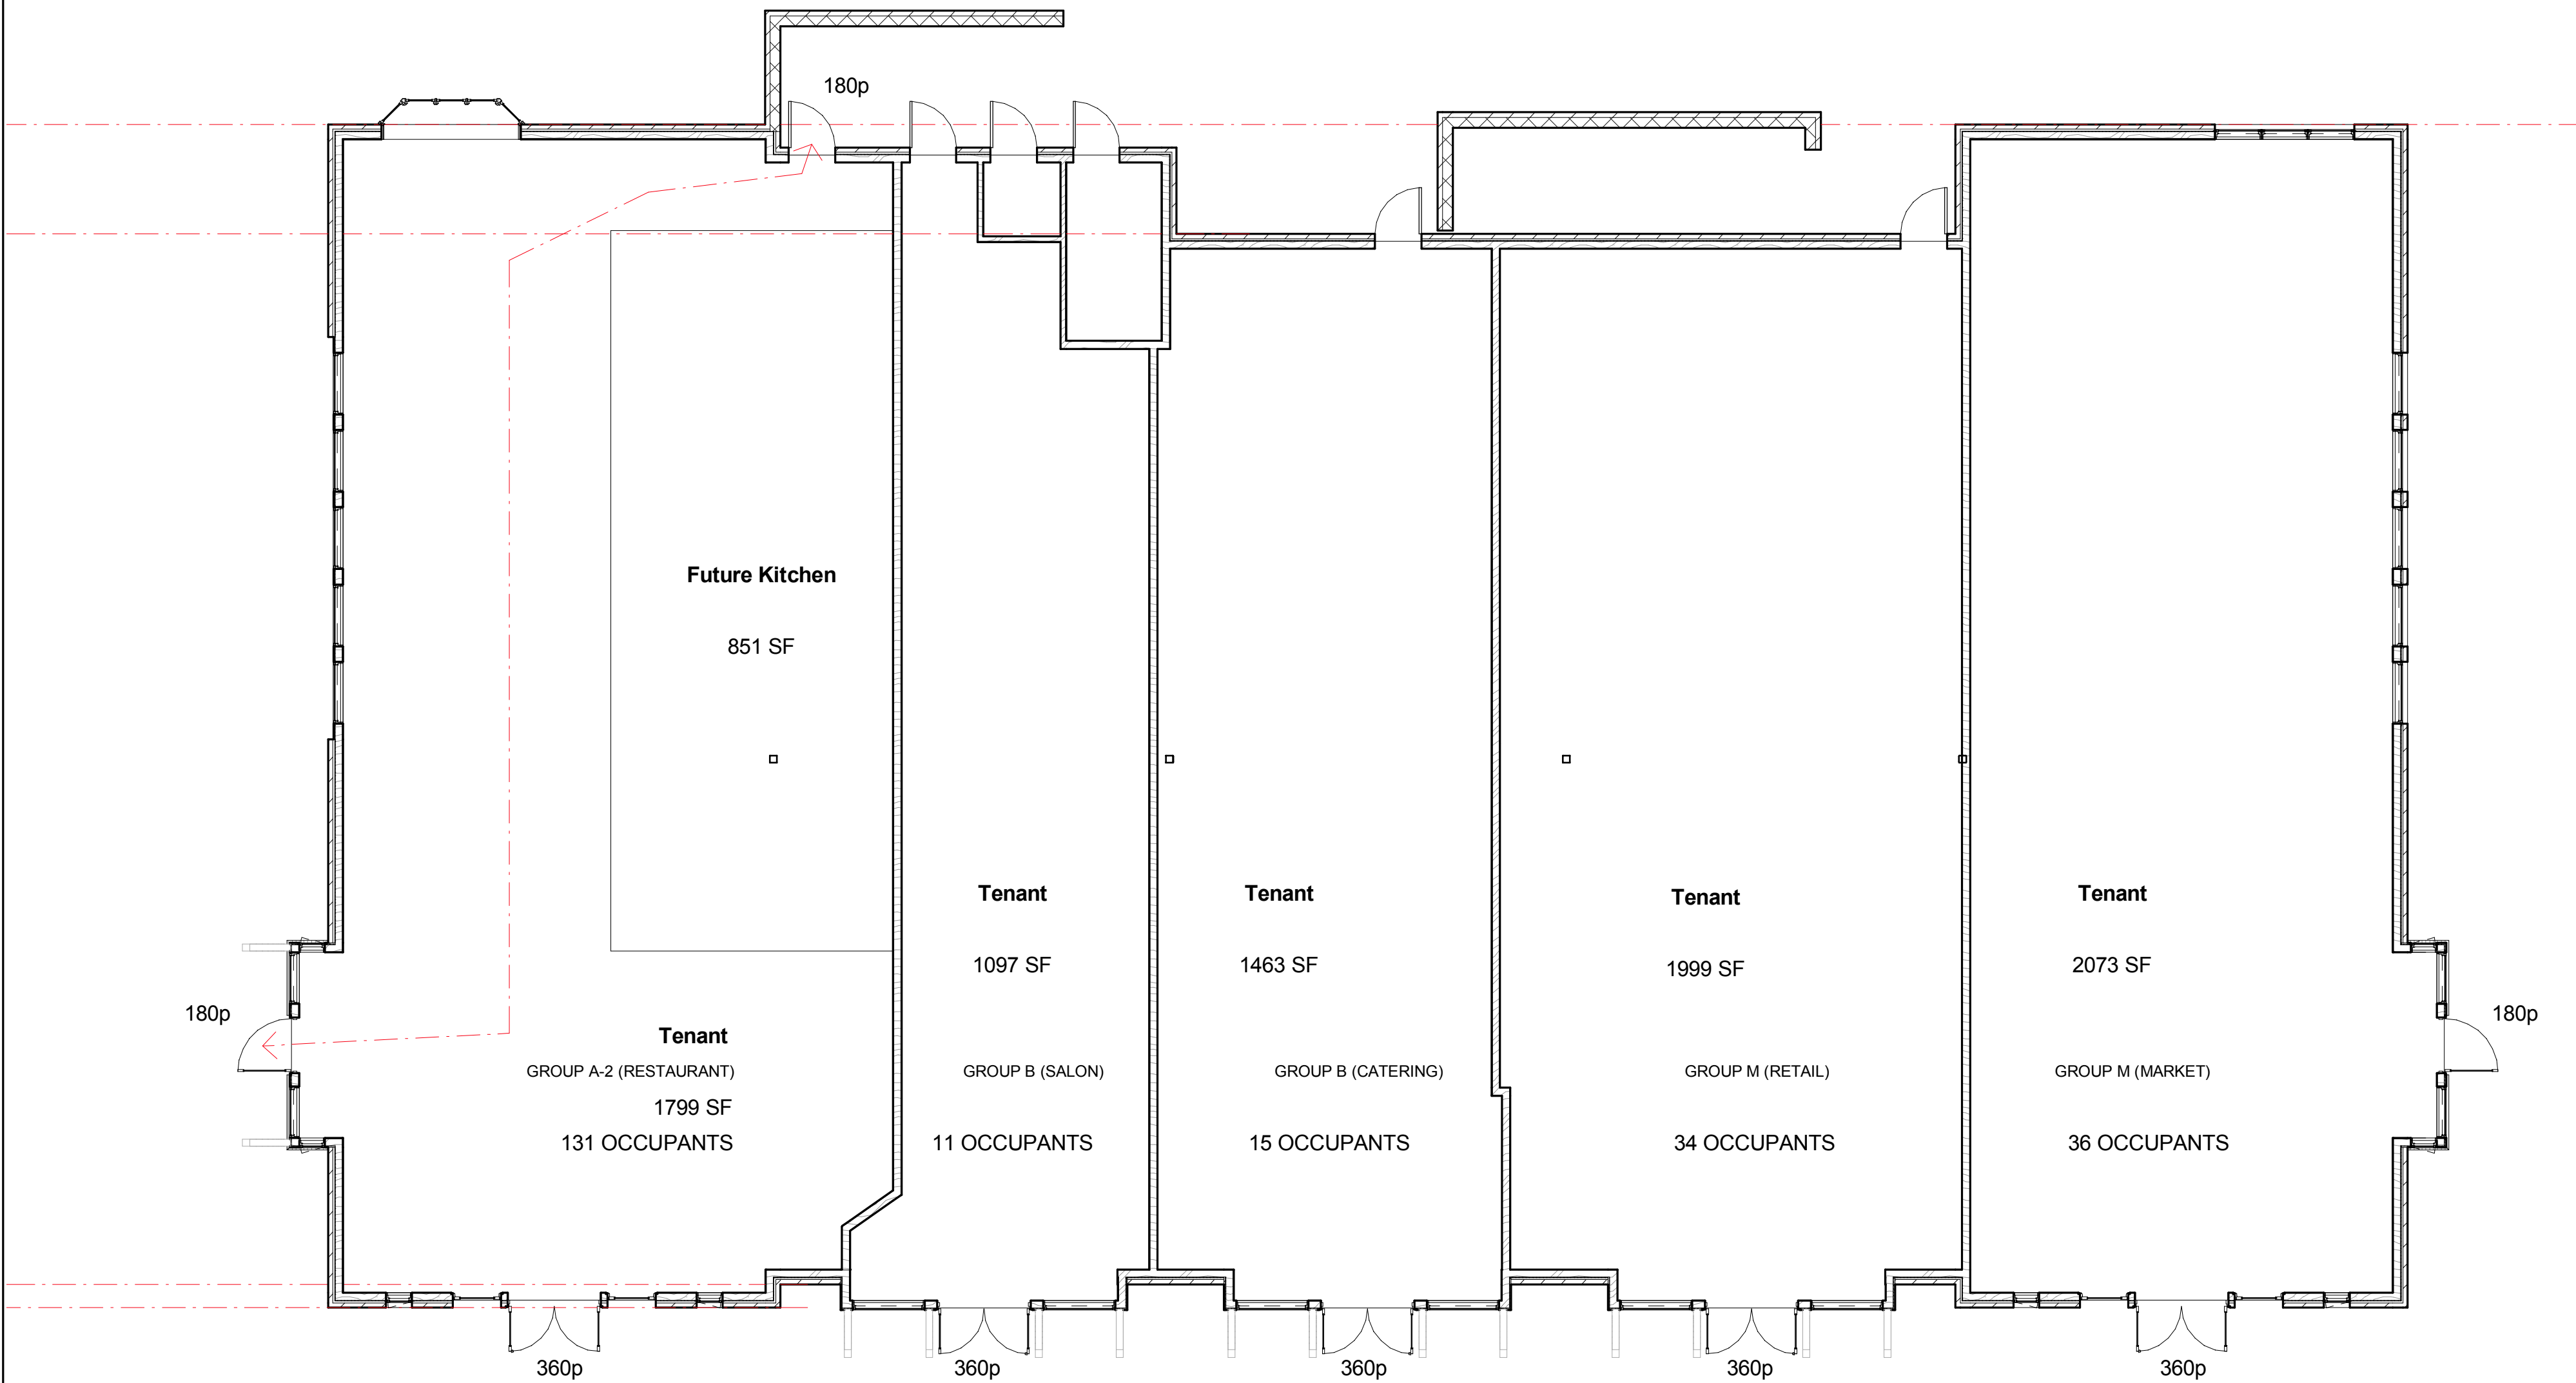 180p
Future Kitchen
851 SF
Tenant
1097 SF
Tenant
1463 SF
Tenant
1999 SF
Tenant
2073 SF
180p
180p
Tenant
GROUP A-2 (RESTAURANT)
1799 SF
131 OCCUPANTS
GROUP B (SALON)
11 OCCUPANTS
GROUP B (CATERING)
15 OCCUPANTS
GROUP M (RETAIL)
34 OCCUPANTS
GROUP M (MARKET)
36 OCCUPANTS
360p
360p
360p
360p
360p